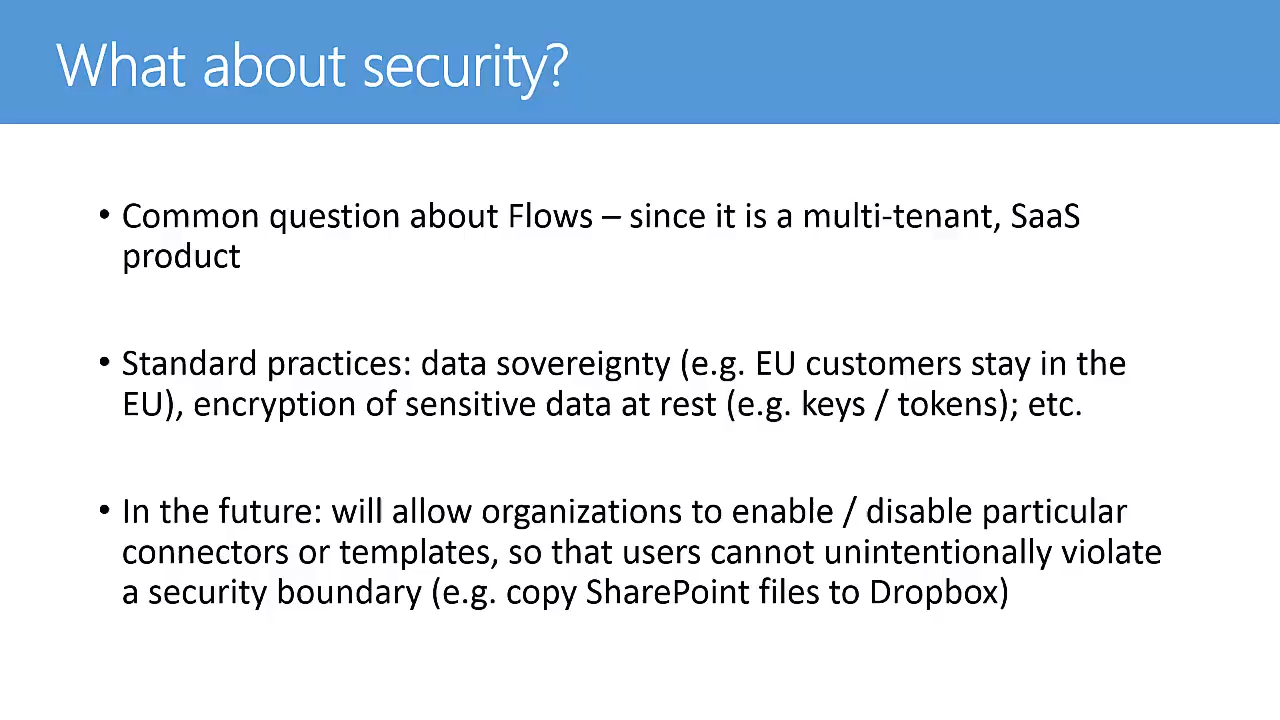 What about security?
• Common question about Flows – since it is a multi-tenant, SaaS
product
• Standard practices: data sovereignty (e.g. EU customers stay in the
EU), encryption of sensitive data at rest (e.g. keys / tokens); etc.
• In the future: will allow organizations to enable / disable particular
connectors or templates, so that users cannot unintentionally violate
a security boundary (e.g. copy SharePoint files to Dropbox)